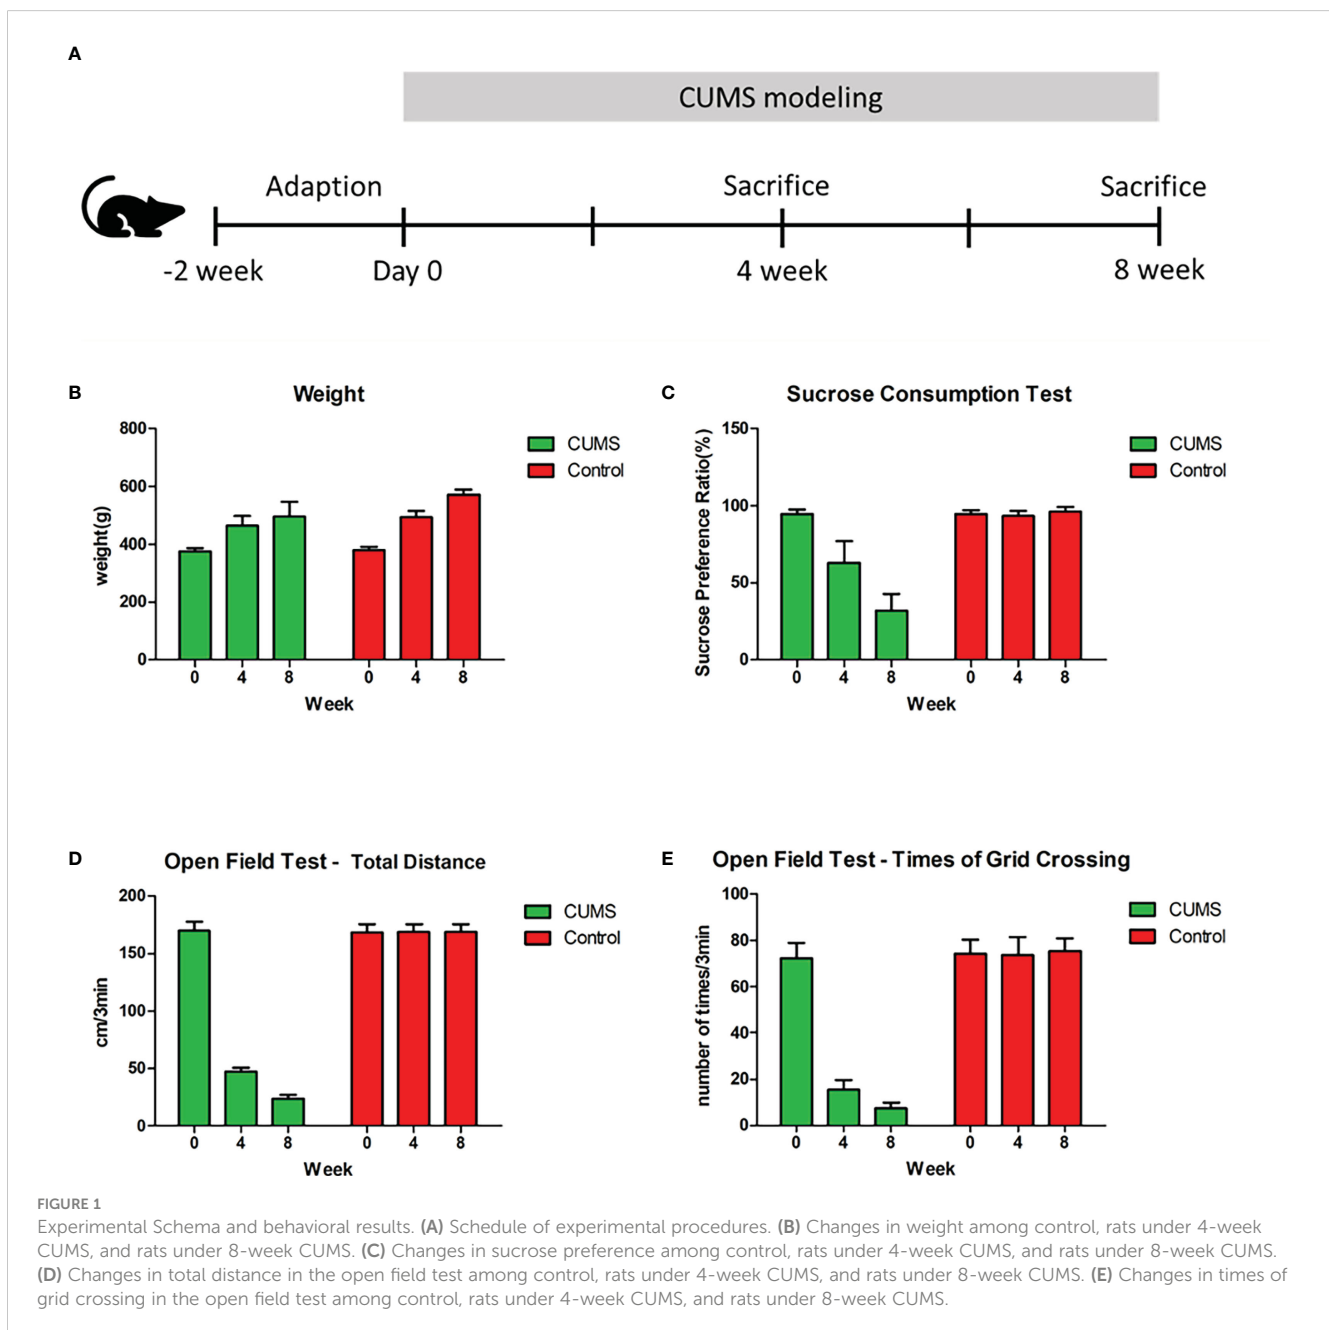 A
CUMS modeling
Adaption
Sacrifice
Sacrifice
-2 week
Day 0
4 week
8 week
B
Weight
800
600
400
200
0
weight(g)
0
4
8
0
4
8
Week
CUMS
Control
C
Sucrose Consumption Test
150
100
50
0
Sucrose Preference Ratio(%)
0
4
8
0
4
8
Week
CUMS
Control
D
Open Field Test - Total Distance
200
150
100
50
0
cm/3min
0
4
8
0
4
8
Week
CUMS
Control
E
Open Field Test - Times of Grid Crossing
100
80
60
40
20
0
number of times/3min
0
4
8
0
4
8
Week
CUMS
Control
FIGURE 1
Experimental Schema and behavioral results. (A) Schedule of experimental procedures. (B) Changes in weight among control, rats under 4-week
CUMS, and rats under 8-week CUMS. (C) Changes in sucrose preference among control, rats under 4-week CUMS, and rats under 8-week CUMS.
(D) Changes in total distance in the open field test among control, rats under 4-week CUMS, and rats under 8-week CUMS. (E) Changes in times of
grid crossing in the open field test among control, rats under 4-week CUMS, and rats under 8-week CUMS.